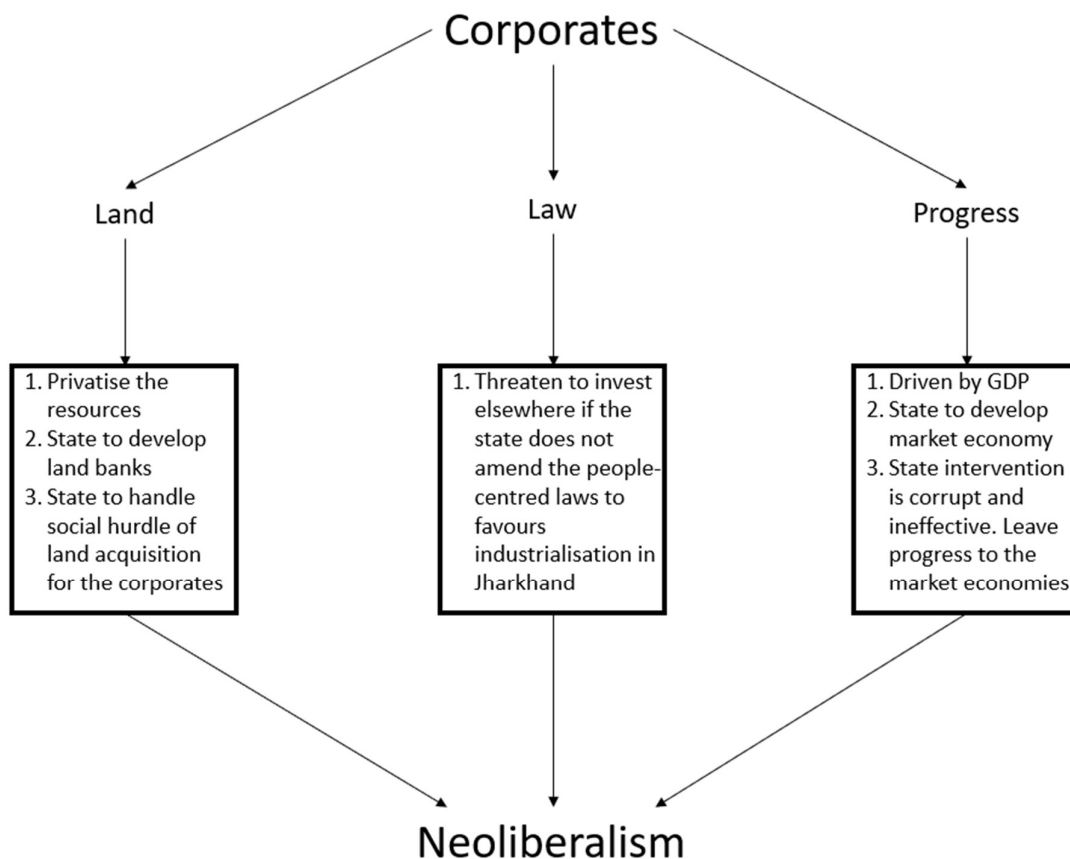 Corporates
Land
Law
Progress
1. Privatise the
resources
2. State to develop
land banks
3. State to handle
social hurdle of
land acquisition
for the corporates
1. Threaten to invest
elsewhere if the
state does not
amend the people-
centred laws to
favours
industrialisation in
Jharkhand
1. Driven by GDP
2. State to develop
market economy
3. State intervention
is corrupt and
ineffective. Leave
progress to the
market economies
Neoliberalism